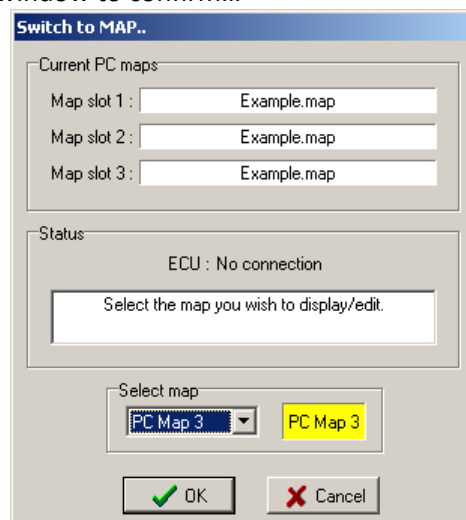 Switch to MAP..
Current PC maps
Map slot 1 : Example.map
Map slot 2 : Example.map
Map slot 3 : Example.map
Status
ECU : No connection
Select the map you wish to display/edit.
Select map
PC Map 3 PC Map 3
OK Cancel